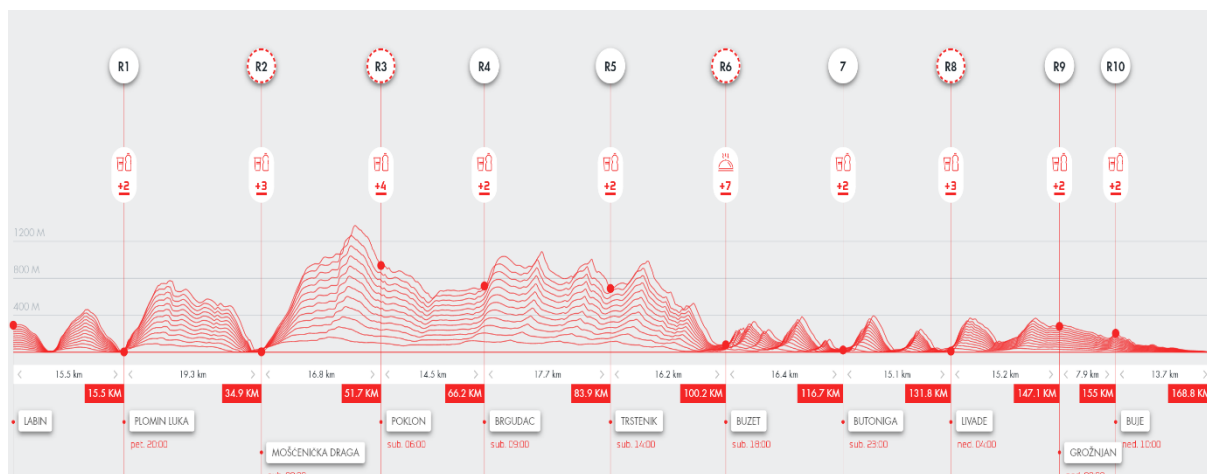 R1 R2 R3 R4 R5 R6 7 R8 R9 R10
+2 +3 +4 +2 +2 +7 +2 +3 +2 +2
1200 M
800 M
400 M
15.5 km 19.3 km 16.8 km 14.5 km 17.7 km 16.2 km 16.4 km 15.1 km 15.2 km 7.9 km 13.7 km
15.5 KM 34.9 KM 51.7 KM 66.2 KM 83.9 KM 100.2 KM 116.7 KM 131.8 KM 147.1 KM 155 KM 168.8 KM
LABIN PLOMIN LUKA POKLON BRGUDAC TRSTENIK BUZET BUTONIGA LIVADE BUJE
pet. 20:00 sub. 06:00 sub. 09:00 sub. 14:00 sub. 18:00 sub. 23:00 ned. 04:00 ned. 10:00
MOŠĆENIČKA DRAGA GROŽNJAN